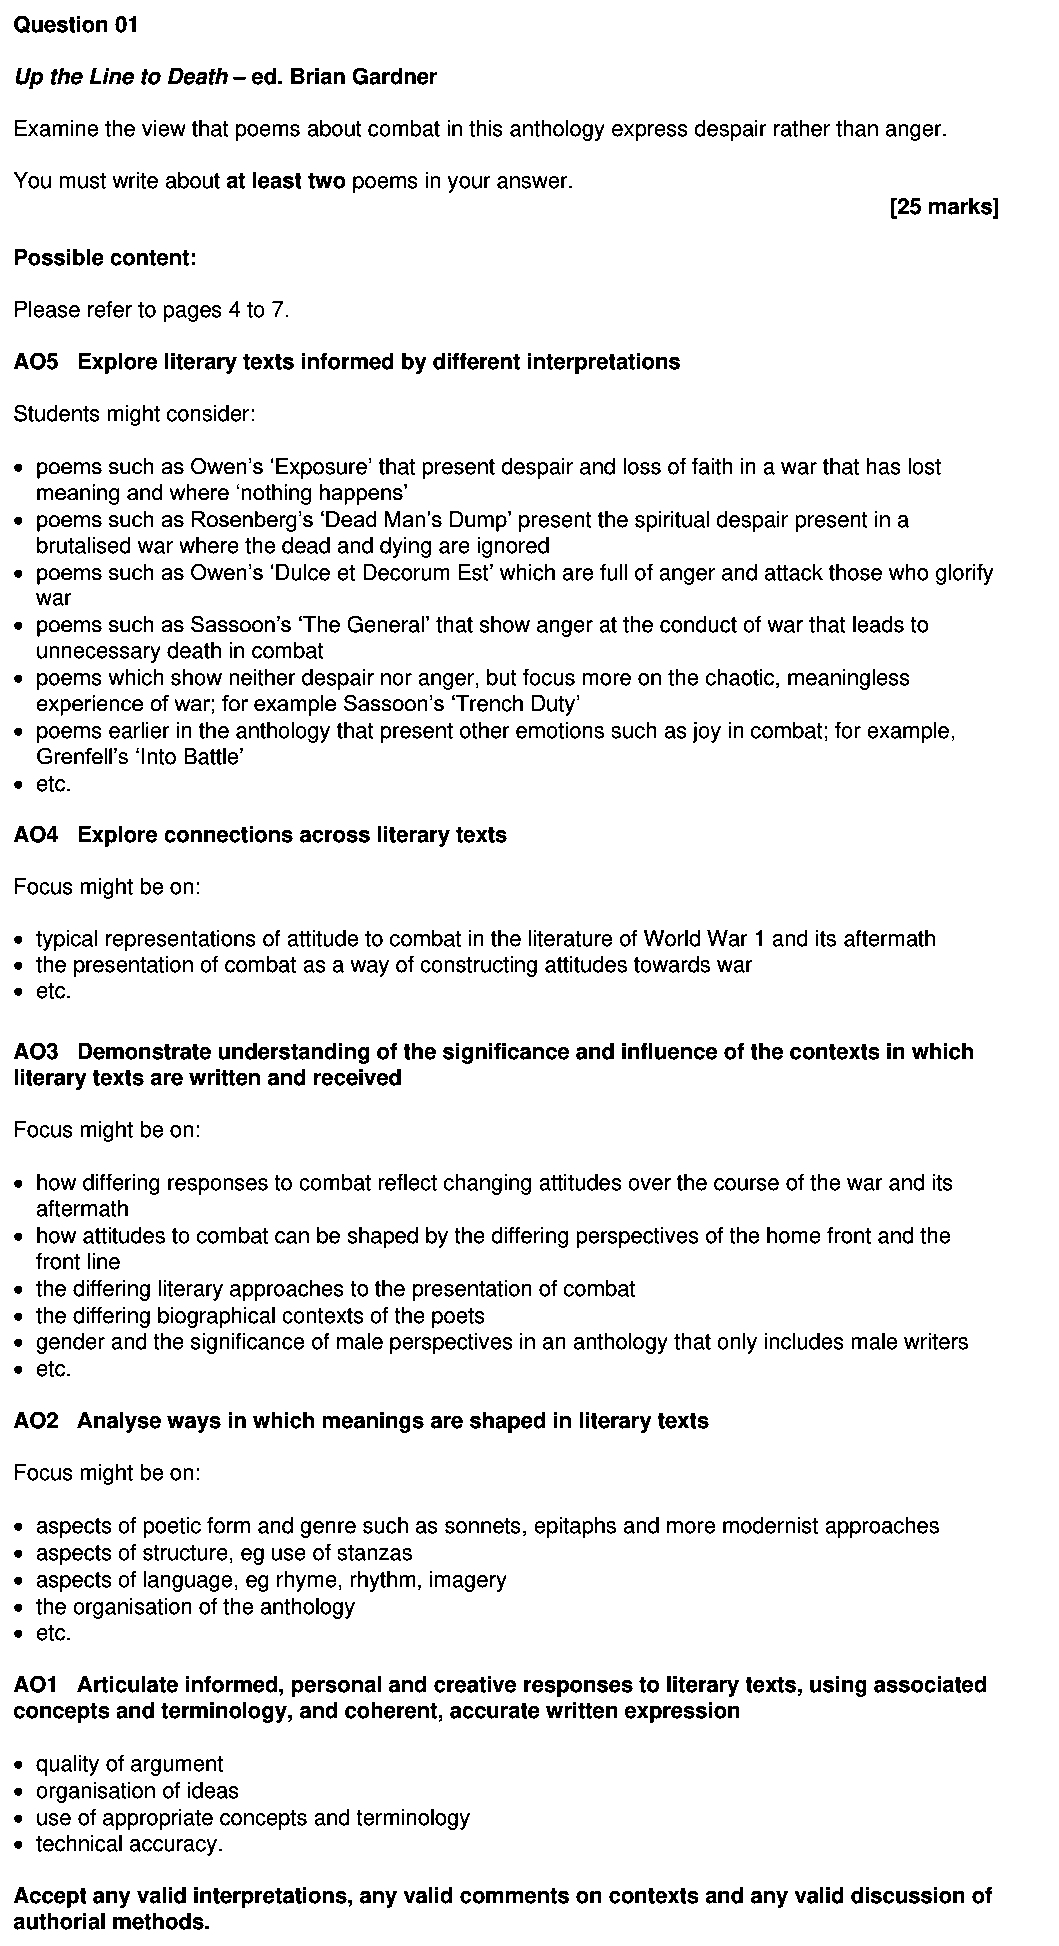 Question 01
Up the Line to Death – ed. Brian Gardner
Examine the view that poems about combat in this anthology express despair rather than anger.
You must write about at least two poems in your answer.
[25 marks]
Possible content:
Please refer to pages 4 to 7.
AO5 Explore literary texts informed by different interpretations
Students might consider:
• poems such as Owen's 'Exposure' that present despair and loss of faith in a war that has lost
meaning and where 'nothing happens'
• poems such as Rosenberg's 'Dead Man's Dump' present the spiritual despair present in a
brutalised war where the dead and dying are ignored
• poems such as Owen's 'Dulce et Decorum Est' which are full of anger and attack those who glorify
war
• poems such as Sassoon's 'The General' that show anger at the conduct of war that leads to
unnecessary death in combat
• poems which show neither despair nor anger, but focus more on the chaotic, meaningless
experience of war; for example Sassoon's 'Trench Duty'
• poems earlier in the anthology that present other emotions such as joy in combat; for example,
Grenfell's 'Into Battle'
• etc.
AO4 Explore connections across literary texts
Focus might be on:
• typical representations of attitude to combat in the literature of World War 1 and its aftermath
• the presentation of combat as a way of constructing attitudes towards war
• etc.
AO3 Demonstrate understanding of the significance and influence of the contexts in which
literary texts are written and received
Focus might be on:
• how differing responses to combat reflect changing attitudes over the course of the war and its
aftermath
• how attitudes to combat can be shaped by the differing perspectives of the home front and the
front line
• the differing literary approaches to the presentation of combat
• the differing biographical contexts of the poets
• gender and the significance of male perspectives in an anthology that only includes male writers
• etc.
AO2 Analyse ways in which meanings are shaped in literary texts
Focus might be on:
• aspects of poetic form and genre such as sonnets, epitaphs and more modernist approaches
• aspects of structure, eg use of stanzas
• aspects of language, eg rhyme, rhythm, imagery
• the organisation of the anthology
• etc.
AO1 Articulate informed, personal and creative responses to literary texts, using associated
concepts and terminology, and coherent, accurate written expression
• quality of argument
• organisation of ideas
• use of appropriate concepts and terminology
• technical accuracy.
Accept any valid interpretations, any valid comments on contexts and any valid discussion of
authorial methods.